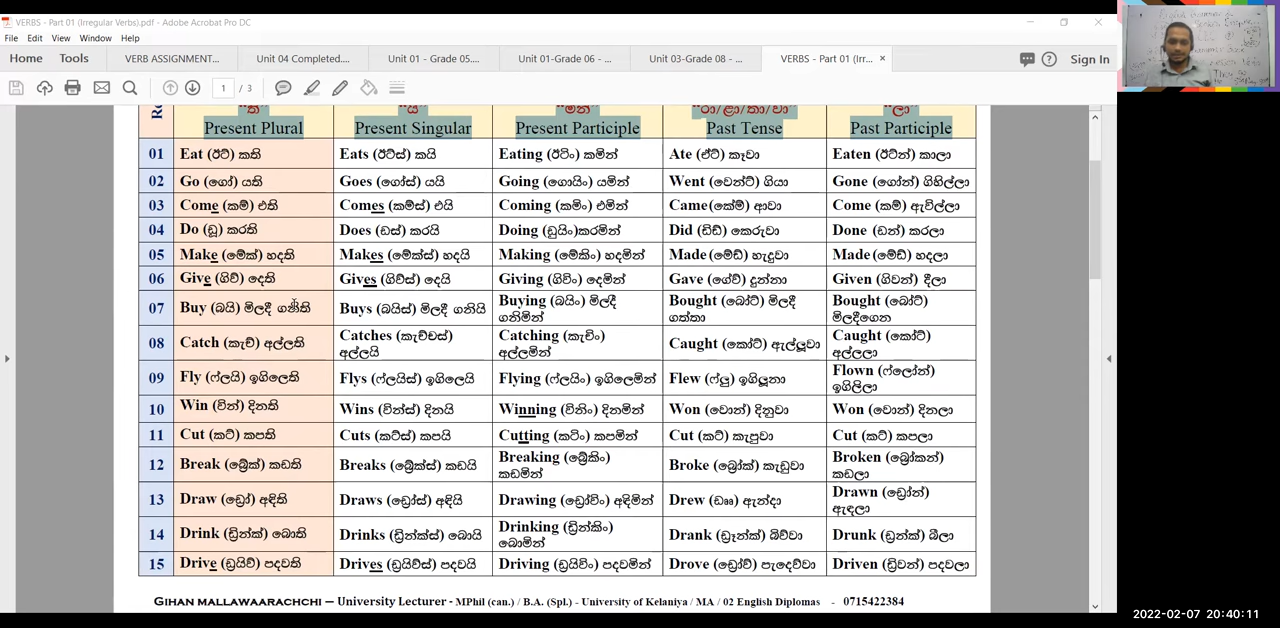 VERBS - Part 01 (Irregular Verbs).pdf - Adobe Acrobat Pro DC
File Edit View Window Help
Home Tools VERB ASSIGNMENT... Unit 04 Completed.... Unit 01 - Grade 05.... Unit 01-Grade 06 - ... Unit 03-Grade 08 - ... VERBS - Part 01 (Irr... × Sign In
1 / 3
"ති" "යි" "මින්" "රා/ළා/තා/වා" "ලා"
Present Plural Present Singular Present Participle Past Tense Past Participle
01 Eat (ඊට්) කති Eats (ඊට්ස්) කයි Eating (ඊටිං) කමින් Ate (ඒට්) කෑවා Eaten (ඊට්න්) කාලා
02 Go (ගෝ) යති Goes (ගෝස්) යයි Going (ගොයිං) යමින් Went (වෙන්ට්) ගියා Gone (ගෝන්) ගිහිල්ලා
03 Come (කම්) එති Comes (කම්ස්) එයි Coming (කමිං) එමින් Came(කේම්) ආවා Come (කම්) ඇවිල්ලා
04 Do (ඩූ) කරති Does (ඩස්) කරයි Doing (ඩුයිං)කරමින් Did (ඩිඩ්) කෙරුවා Done (ඩන්) කරලා
05 Make (මේක්) හදති Makes (මේක්ස්) හදයි Making (මේකිං) හදමින් Made (මේඩ්) හැදුවා Made (මේඩ්) හදලා
06 Give (ගිව්) දෙති Gives (ගිව්ස්) දෙයි Giving (ගිවිං) දෙමින් Gave (ගේව්) දුන්නා Given (ගිවන්) දීලා
07 Buy (බයි) මිලදී ගනිති Buys (බයිස්) මිලදී ගනියි Buying (බයිං) මිලදී ගනිමින් Bought (බෝට්) මිලදී ගත්තා Bought (බෝට්) මිලදීගෙන
08 Catch (කැච්) අල්ලති Catches (කැච්චස්) අල්ලයි Catching (කැචිං) අල්ලමින් Caught (කෝට්) ඇල්ලූවා Caught (කෝට්) අල්ලලා
09 Fly (ෆ්ලයි) ඉගිලෙති Flys (ෆ්ලයිස්) ඉගිලෙයි Flying (ෆ්ලයිං) ඉගිලෙමින් Flew (ෆ්ලූ) ඉගිලූනා Flown (ෆ්ලෝන්) ඉගිලිලා
10 Win (වින්) දිනති Wins (වින්ස්) දිනයි Winning (විනිං) දිනමින් Won (වොන්) දිනුවා Won (වොන්) දිනලා
11 Cut (කට්) කපති Cuts (කට්ස්) කපයි Cutting (කටිං) කපමින් Cut (කට්) කැපුවා Cut (කට්) කපලා
12 Break (බ්‍රේක්) කඩති Breaks (බ්‍රේක්ස්) කඩයි Breaking (බ්‍රේකිං) කඩමින් Broke (බ්‍රෝක්) කැඩුවා Broken (බ්‍රෝකන්) කඩලා
13 Draw (ඩ්‍රෝ) අඳිති Draws (ඩ්‍රෝස්) අඳියි Drawing (ඩ්‍රෝවිං) අඳිමින් Drew (ඩෲ) ඇන්දා Drawn (ඩ්‍රෝන්) ඇඳලා
14 Drink (ඩ්‍රින්ක්) බොති Drinks (ඩ්‍රින්ක්ස්) බොයි Drinking (ඩ්‍රින්කිං) බොමින් Drank (ඩ්‍රෑන්ක්) බිව්වා Drunk (ඩ්‍රන්ක්) බීලා
15 Drive (ඩ්‍රයිව්) පදවති Drives (ඩ්‍රයිව්ස්) පදවයි Driving (ඩ්‍රයිවිං) පදවමින් Drove (ඩ්‍රෝව්) පැදෙව්වා Driven (ඩ්‍රිවන්) පදවලා
GIHAN MALLAWAARACHCHI – University Lecturer - MPhil (can.) / B.A. (Spl.) - University of Kelaniya / MA / 02 English Diplomas - 0715422384
2022-02-07 20:40:11